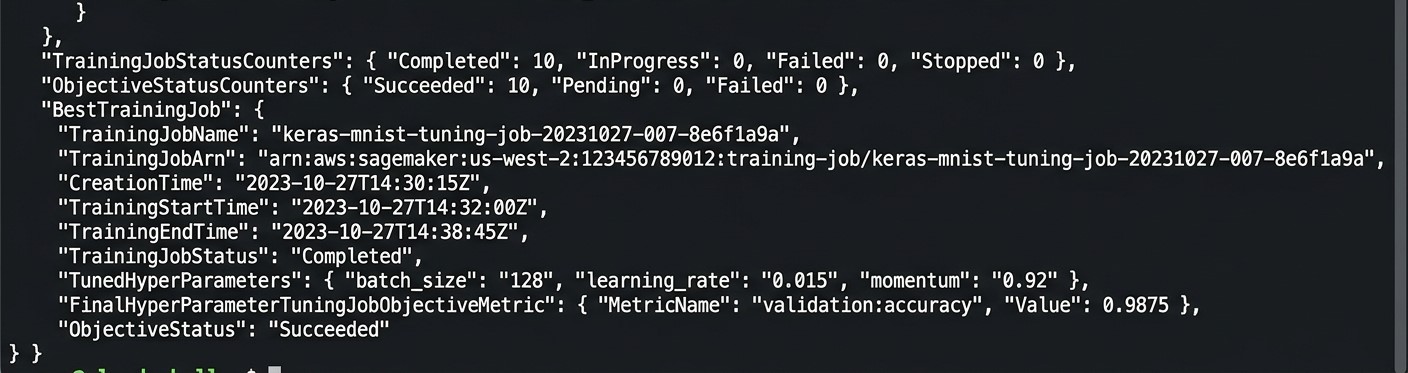 }
},
"TrainingJobStatusCounters": { "Completed": 10, "InProgress": 0, "Failed": 0, "Stopped": 0 },
"ObjectiveStatusCounters": { "Succeeded": 10, "Pending": 0, "Failed": 0 },
"BestTrainingJob": {
"TrainingJobName": "keras-mnist-tuning-job-20231027-007-8e6f1a9a",
"TrainingJobArn": "arn:aws:sagemaker:us-west-2:123456789012:training-job/keras-mnist-tuning-job-20231027-007-8e6f1a9a",
"CreationTime": "2023-10-27T14:30:15Z",
"TrainingStartTime": "2023-10-27T14:32:00Z",
"TrainingEndTime": "2023-10-27T14:38:45Z",
"TrainingJobStatus": "Completed",
"TunedHyperParameters": { "batch_size": "128", "learning_rate": "0.015", "momentum": "0.92" },
"FinalHyperParameterTuningJobObjectiveMetric": { "MetricName": "validation:accuracy", "Value": 0.9875 },
"ObjectiveStatus": "Succeeded"
} }